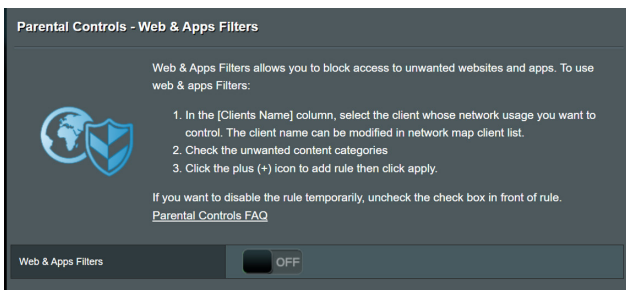 Parental Controls - Web & Apps Filters
Web & Apps Filters allows you to block access to unwanted websites and apps. To use
web & apps Filters:
1. In the [Clients Name] column, select the client whose network usage you want to
control. The client name can be modified in network map client list.
2. Check the unwanted content categories
3. Click the plus (+) icon to add rule then click apply.
If you want to disable the rule temporarily, uncheck the check box in front of rule.
Parental Controls FAQ
Web & Apps Filters
OFF